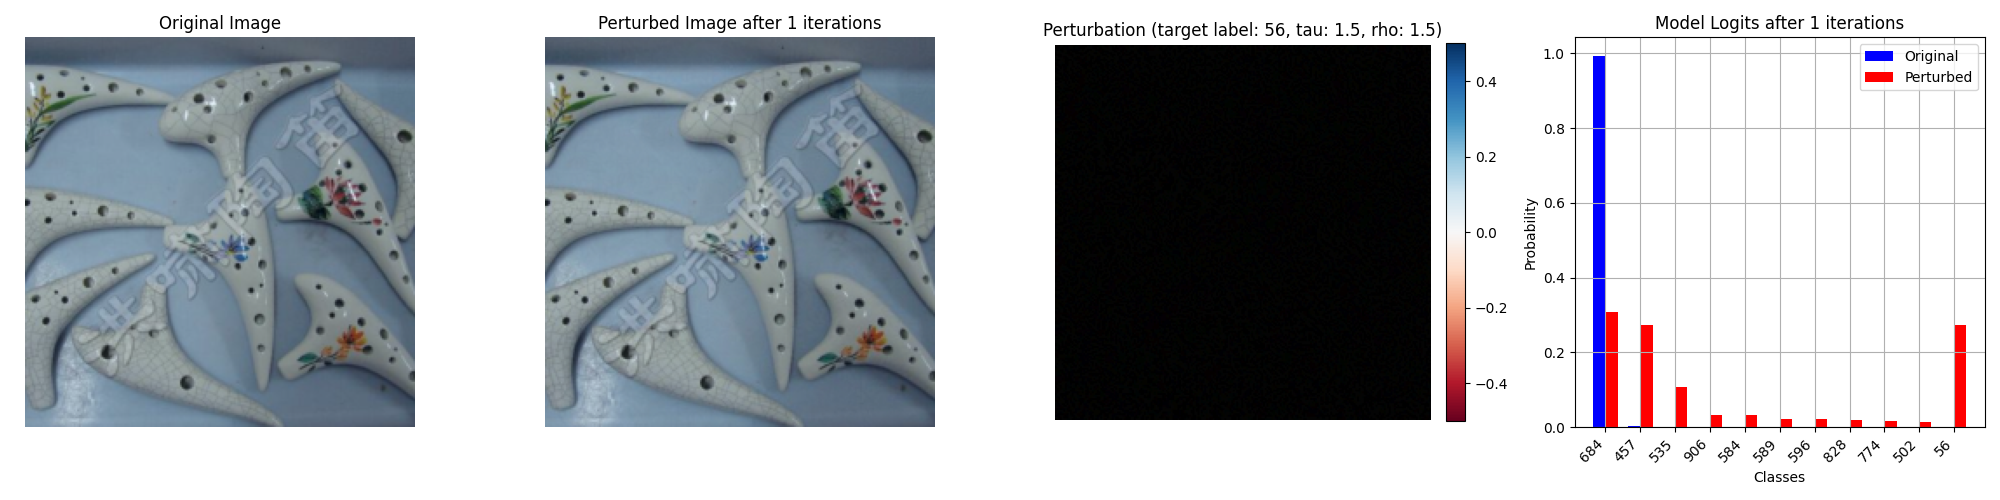 Original Image
Perturbed Image after 1 iterations
Perturbation (target label: 56, tau: 1.5, rho: 1.5)
0.4
0.2
0.0
−0.2
−0.4
Model Logits after 1 iterations
Original
Perturbed
Probability
1.0
0.8
0.6
0.4
0.2
0.0
684
457
535
906
584
589
596
828
774
502
56
Classes